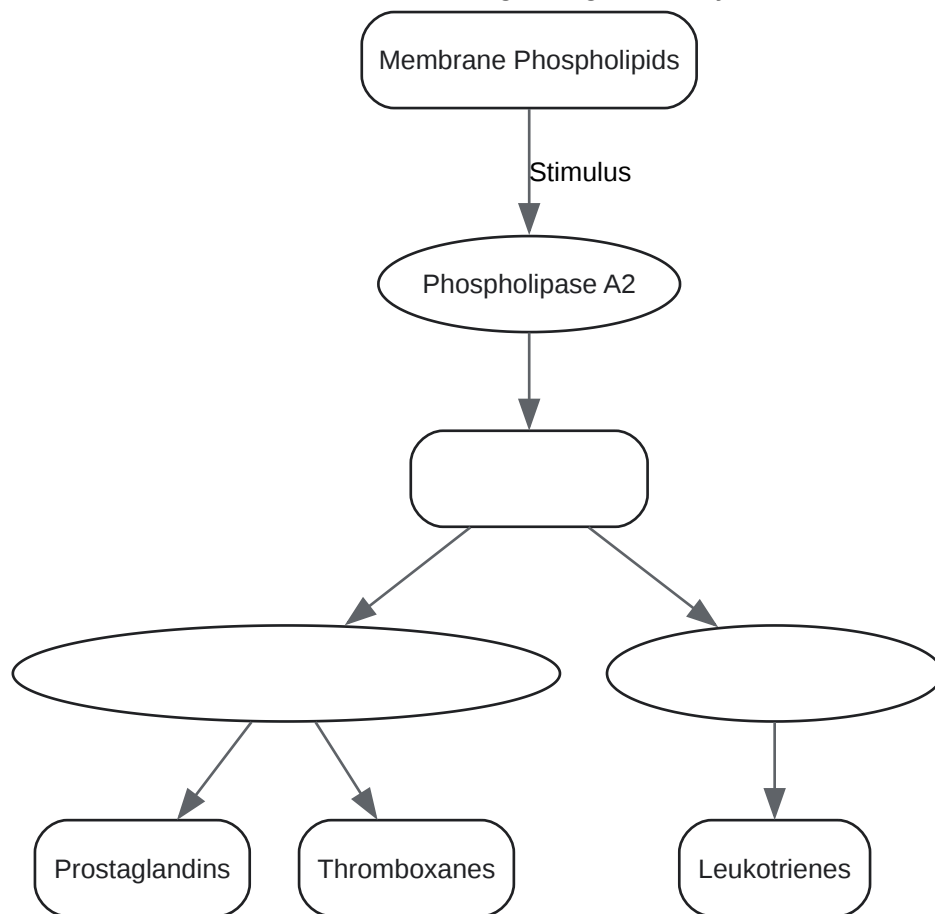 Membrane Phospholipids
Stimulus
Phospholipase A2
Prostaglandins
Thromboxanes
Leukotrienes